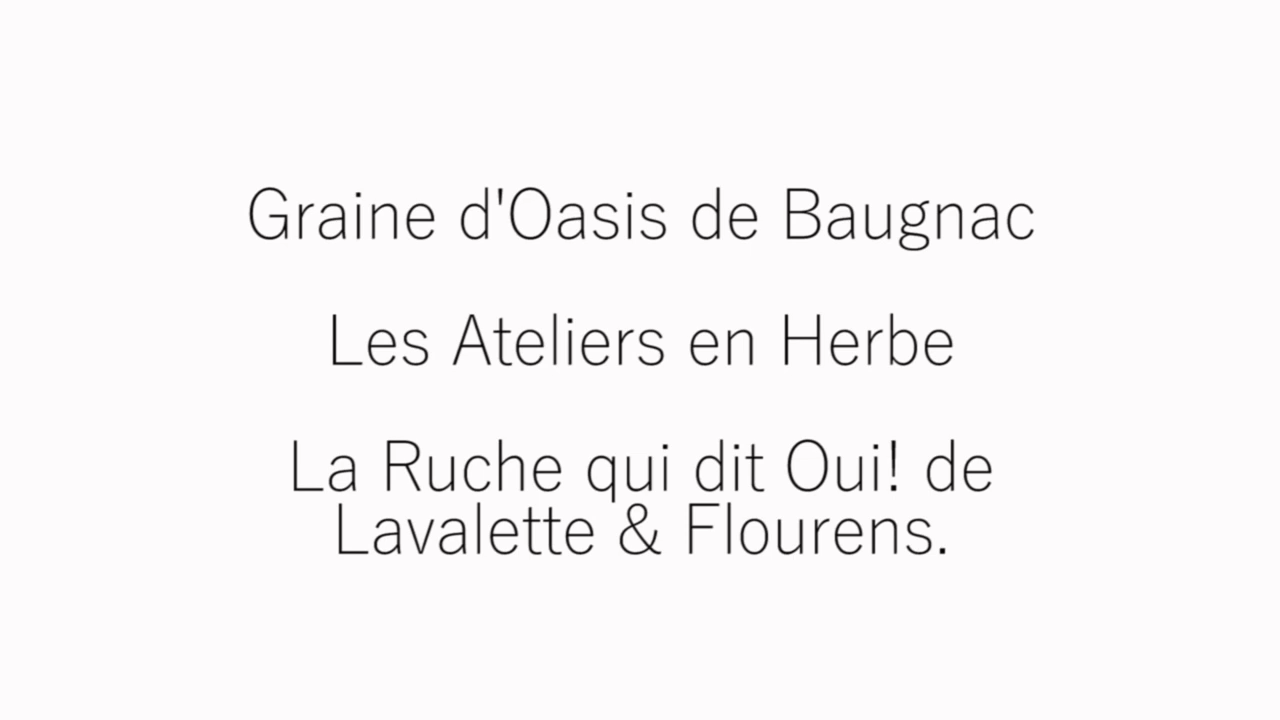 Graine d'Oasis de Baugnac
Les Ateliers en Herbe
La Ruche qui dit Oui! de
Lavalette & Flourens.